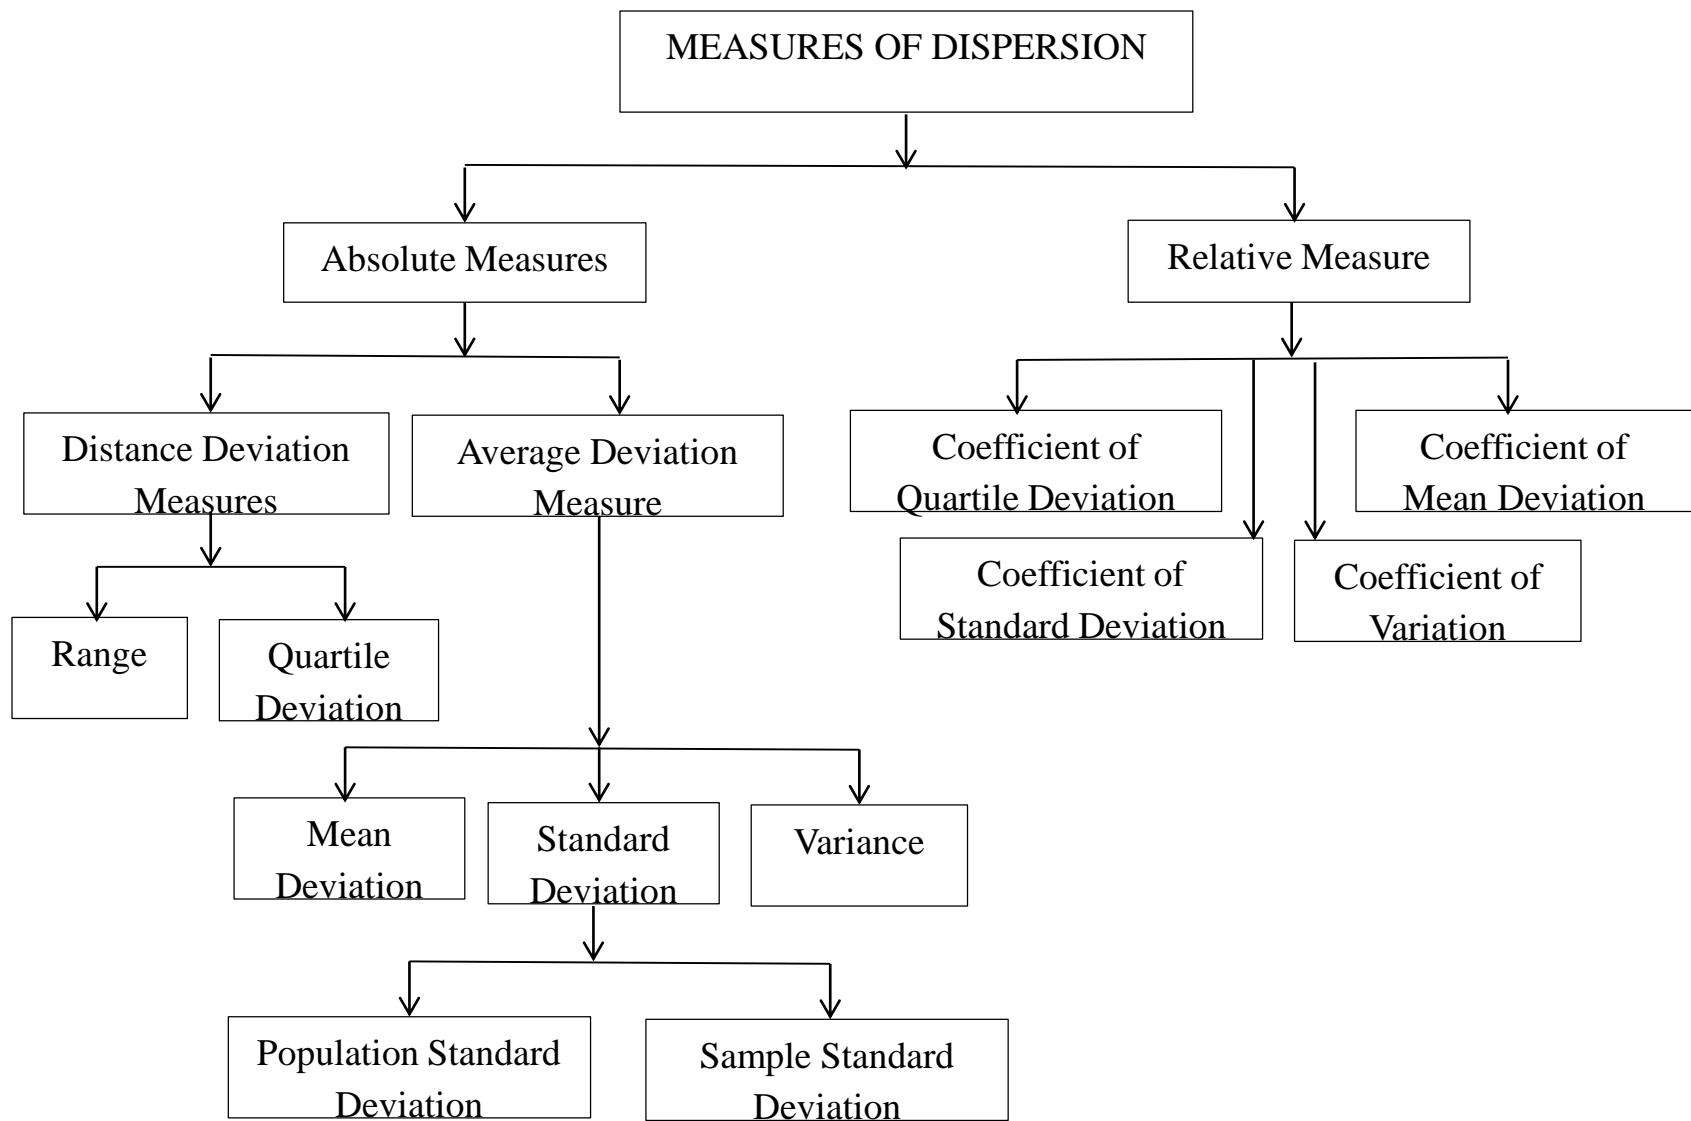 MEASURES OF DISPERSION
Absolute Measures
Relative Measure
Distance Deviation
Measures
Average Deviation
Measure
Coefficient of
Quartile Deviation
Coefficient of
Mean Deviation
Coefficient of
Standard Deviation
Coefficient of
Variation
Range
Quartile
Deviation
Mean
Deviation
Standard
Deviation
Variance
Population Standard
Deviation
Sample Standard
Deviation